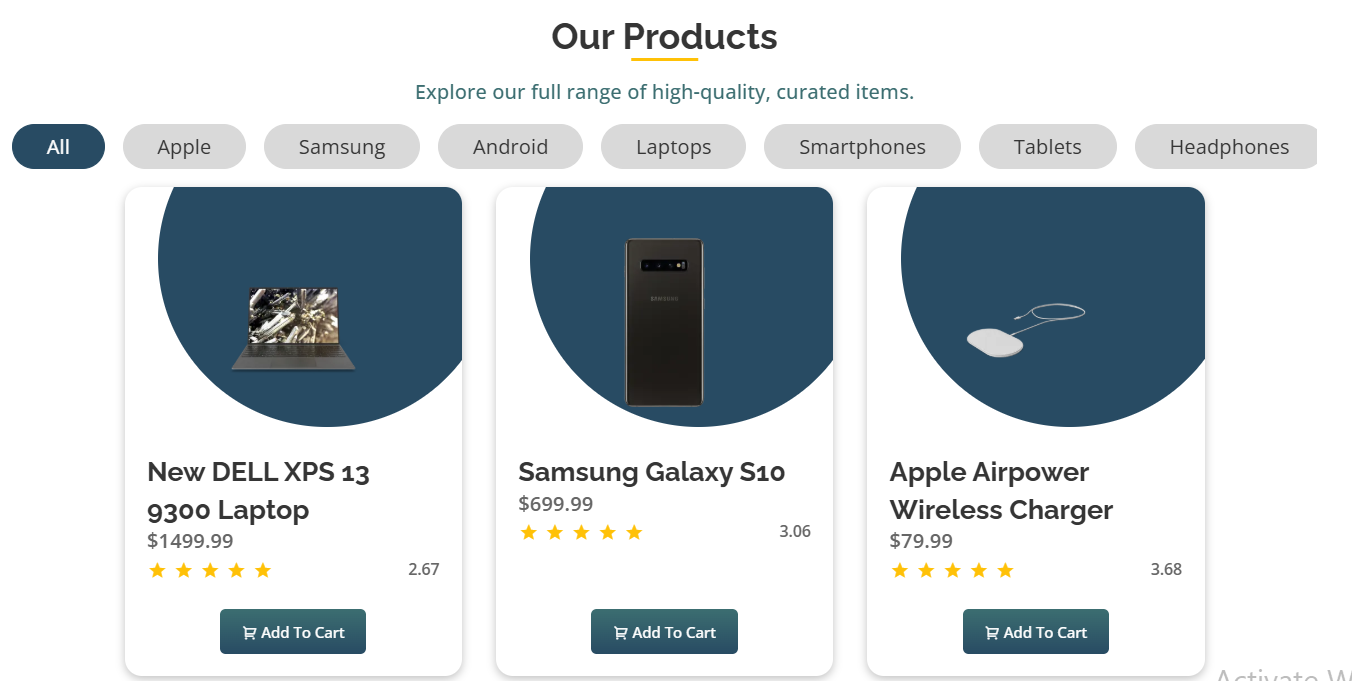 Our Products
Explore our full range of high-quality, curated items.
All Apple Samsung Android Laptops Smartphones Tablets Headphones
SAMSUNG
New DELL XPS 13
9300 Laptop
$1499.99
2.67
Add To Cart
Samsung Galaxy S10
$699.99
3.06
Add To Cart
Apple Airpower
Wireless Charger
$79.99
3.68
Add To Cart
Activate W